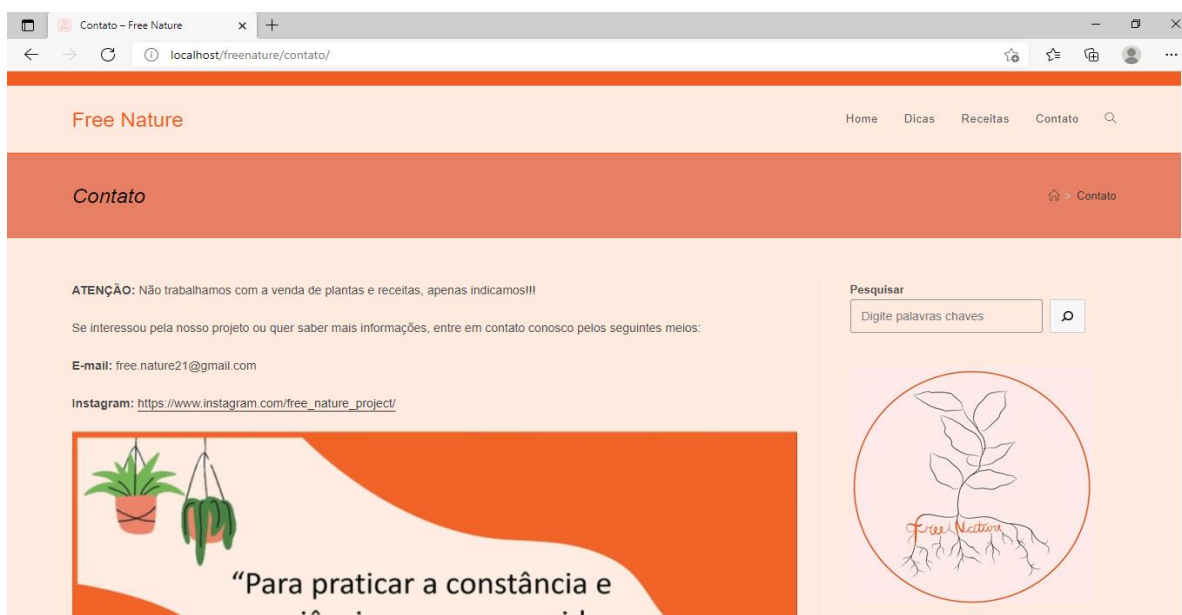 Contato – Free Nature
localhost/freenature/contato/
Free Nature
Home Dicas Receitas Contato
Contato
> Contato
ATENÇÃO: Não trabalhamos com a venda de plantas e receitas, apenas indicamos!!!
Se interessou pela nosso projeto ou quer saber mais informações, entre em contato conosco pelos seguintes meios:
E-mail: free.nature21@gmail.com
Instagram: https://www.instagram.com/free_nature_project/
Pesquisar
Digite palavras chaves
Free Nature
“Para praticar a constância e